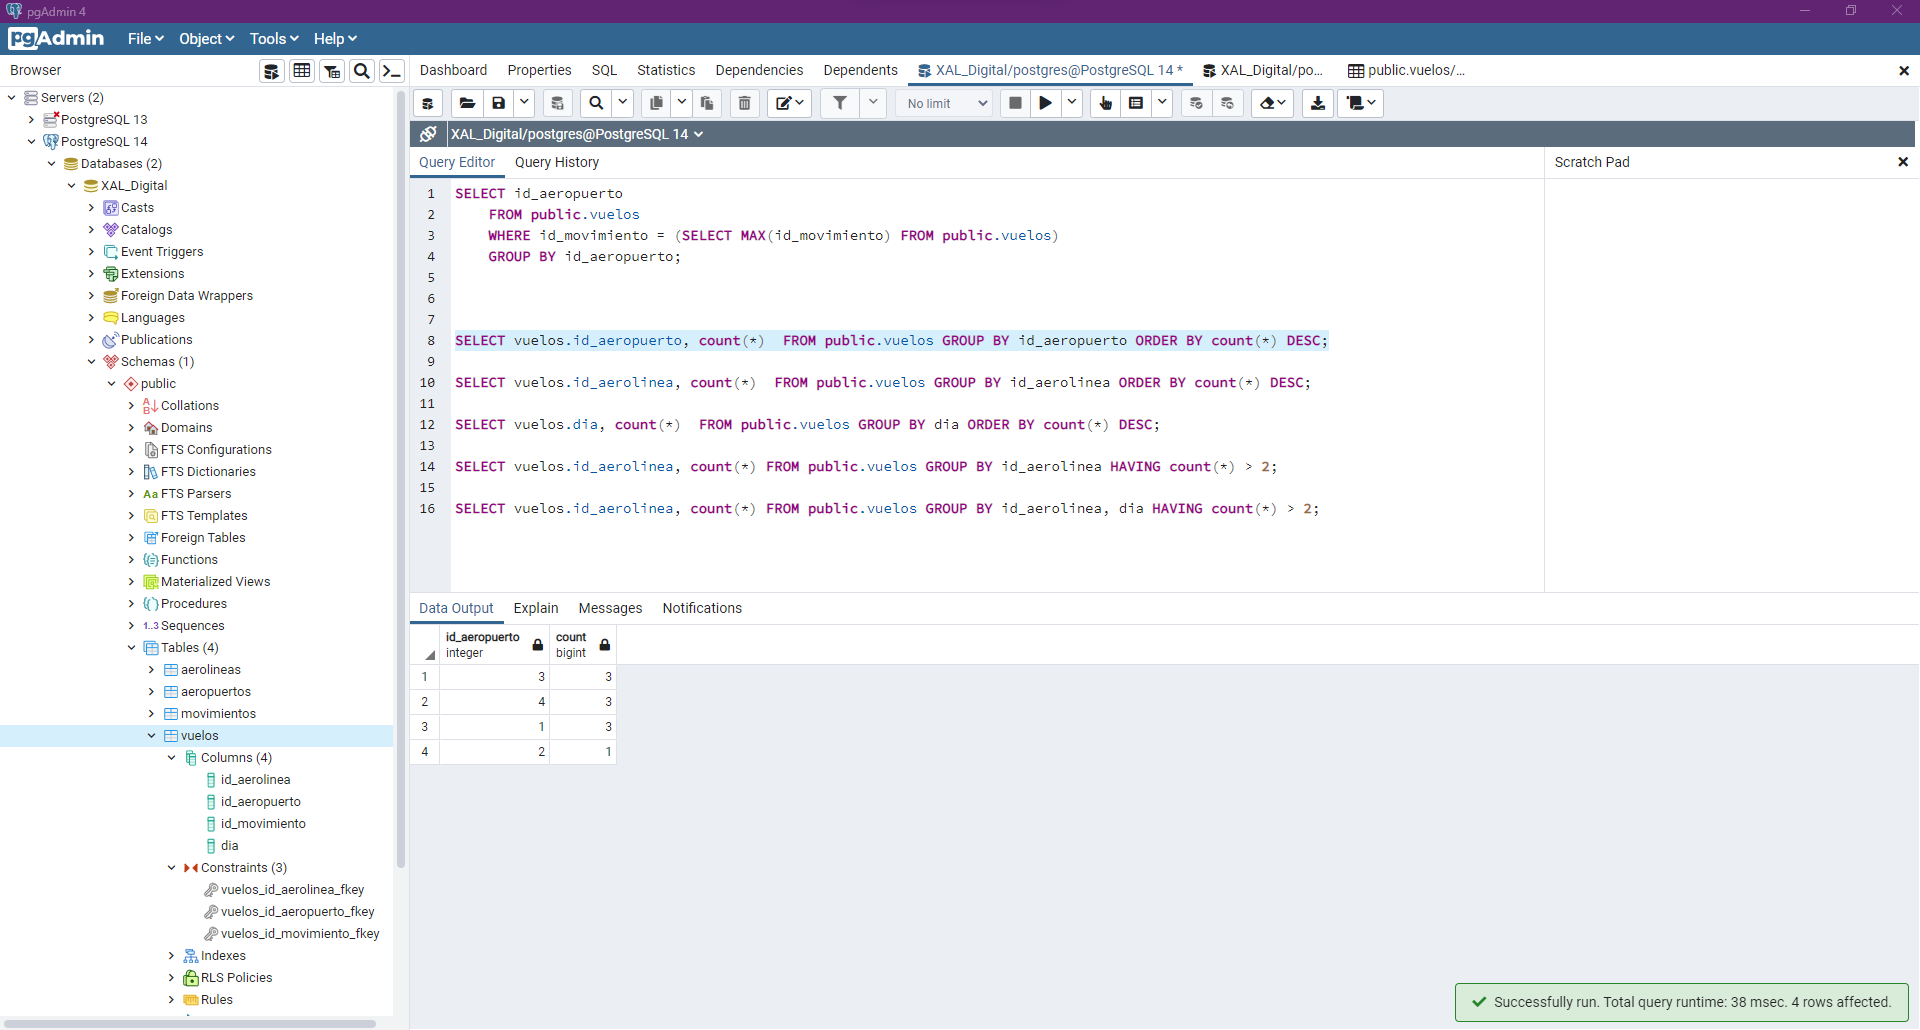 pgAdmin 4
pgAdmin File Object Tools Help
Browser
Dashboard Properties SQL Statistics Dependencies Dependents XAL_Digital/postgres@PostgreSQL 14 * XAL_Digital/po... public.vuelos/...
No limit
XAL_Digital/postgres@PostgreSQL 14
Query Editor Query History
Scratch Pad
Servers (2)
PostgreSQL 13
PostgreSQL 14
Databases (2)
XAL_Digital
Casts
Catalogs
Event Triggers
Extensions
Foreign Data Wrappers
Languages
Publications
Schemas (1)
public
Collations
Domains
FTS Configurations
FTS Dictionaries
Aa FTS Parsers
FTS Templates
Foreign Tables
Functions
Materialized Views
Procedures
1..3 Sequences
Tables (4)
aerolineas
aeropuertos
movimientos
vuelos
Columns (4)
id_aerolinea
id_aeropuerto
id_movimiento
dia
Constraints (3)
vuelos_id_aerolinea_fkey
vuelos_id_aeropuerto_fkey
vuelos_id_movimiento_fkey
Indexes
RLS Policies
Rules
1 SELECT id_aeropuerto
2 FROM public.vuelos
3 WHERE id_movimiento = (SELECT MAX(id_movimiento) FROM public.vuelos)
4 GROUP BY id_aeropuerto;
5
6
7
8 SELECT vuelos.id_aeropuerto, count(*)  FROM public.vuelos GROUP BY id_aeropuerto ORDER BY count(*) DESC;
9
10 SELECT vuelos.id_aerolinea, count(*)  FROM public.vuelos GROUP BY id_aerolinea ORDER BY count(*) DESC;
11
12 SELECT vuelos.dia, count(*)  FROM public.vuelos GROUP BY dia ORDER BY count(*) DESC;
13
14 SELECT vuelos.id_aerolinea, count(*) FROM public.vuelos GROUP BY id_aerolinea HAVING count(*) > 2;
15
16 SELECT vuelos.id_aerolinea, count(*) FROM public.vuelos GROUP BY id_aerolinea, dia HAVING count(*) > 2;
Data Output Explain Messages Notifications
id_aeropuerto count
integer bigint
1 3 3
2 4 3
3 1 3
4 2 1
Successfully run. Total query runtime: 38 msec. 4 rows affected.